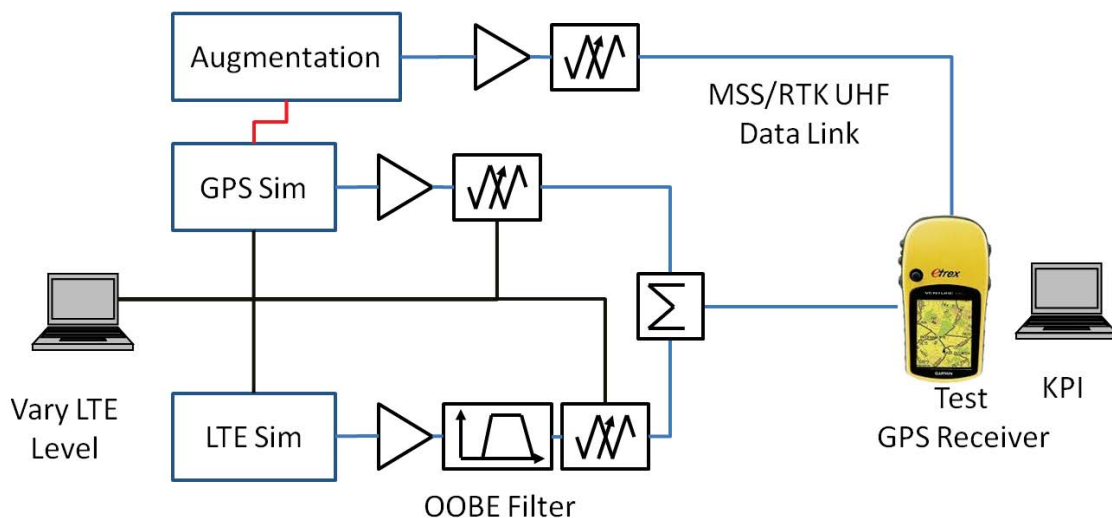 Augmentation
MSS/RTK UHF
Data Link
GPS Sim
etrex
Σ
GARMIN
Vary LTE
Level
LTE Sim
OOBE Filter
Test
GPS Receiver
KPI